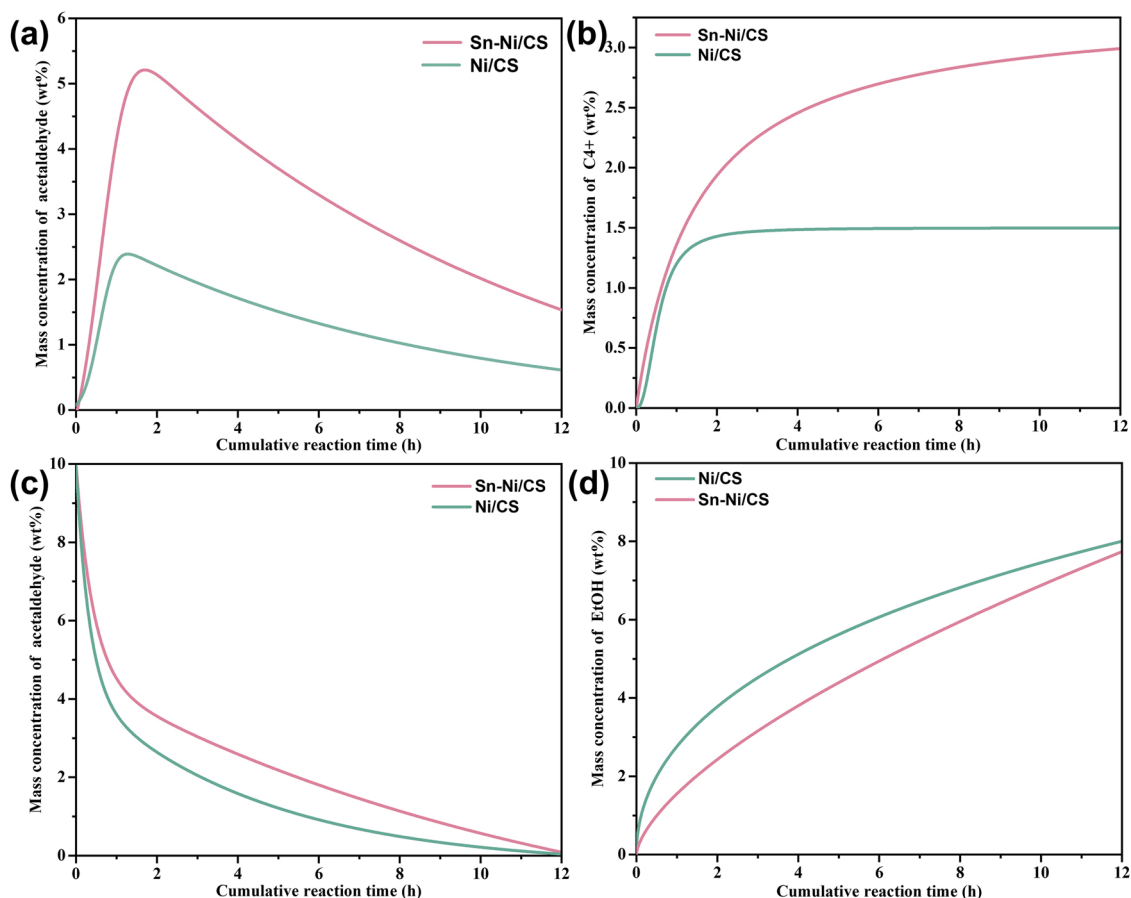 (a)
Sn-Ni/CS
Ni/CS
Mass concentration of acetaldehyde (wt%)
6
5
4
3
2
1
0
0 2 4 6 8 10 12
Cumulative reaction time (h)
(b)
Sn-Ni/CS
Ni/CS
Mass concentration of C4+ (wt%)
3.0
2.5
2.0
1.5
1.0
0.5
0.0
0 2 4 6 8 10 12
Cumulative reaction time (h)
(c)
Sn-Ni/CS
Ni/CS
Mass concentration of acetaldehyde (wt%)
10
8
6
4
2
0
0 2 4 6 8 10 12
Cumulative reaction time (h)
(d)
Ni/CS
Sn-Ni/CS
Mass concentration of EtOH (wt%)
10
8
6
4
2
0
0 2 4 6 8 10 12
Cumulative reaction time (h)